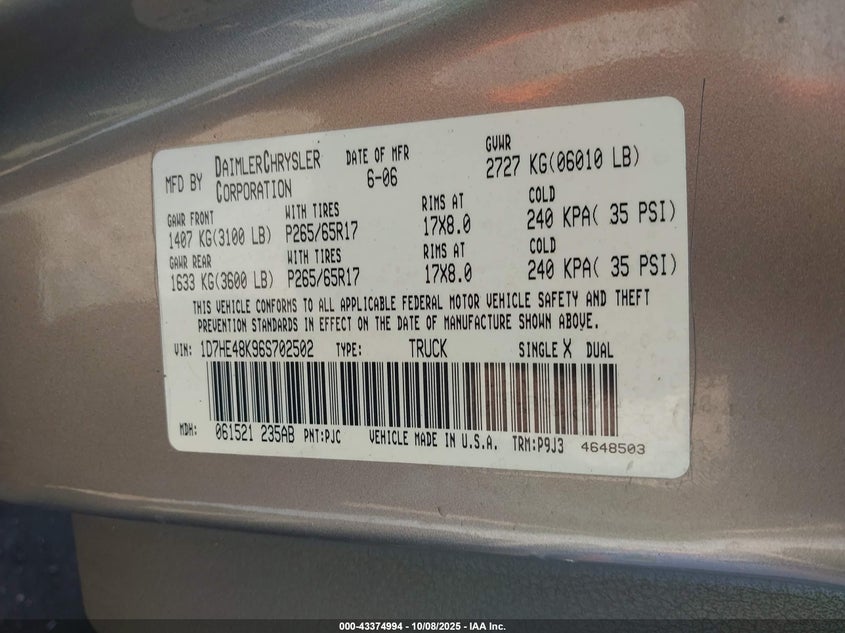 MFD BY DAIMLERCHRYSLER CORPORATION DATE OF MFR 6-06 GVWR 2727 KG(06010 LB)
GAWR FRONT WITH TIRES RIMS AT COLD
1407 KG(3100 LB) P265/65R17 17X8.0 240 KPA( 35 PSI)
GAWR REAR WITH TIRES RIMS AT COLD
1633 KG(3600 LB) P265/65R17 17X8.0 240 KPA( 35 PSI)
THIS VEHICLE CONFORMS TO ALL APPLICABLE FEDERAL MOTOR VEHICLE SAFETY AND THEFT
PREVENTION STANDARDS IN EFFECT ON THE DATE OF MANUFACTURE SHOWN ABOVE.
VIN: 1D7HE48K96S702502 TYPE: TRUCK SINGLE X DUAL
MDH: 061521 235AB PNT:PJC VEHICLE MADE IN U.S.A. TRM:P9J3 4648503
000-43374994 - 10/08/2025 - IAA Inc.